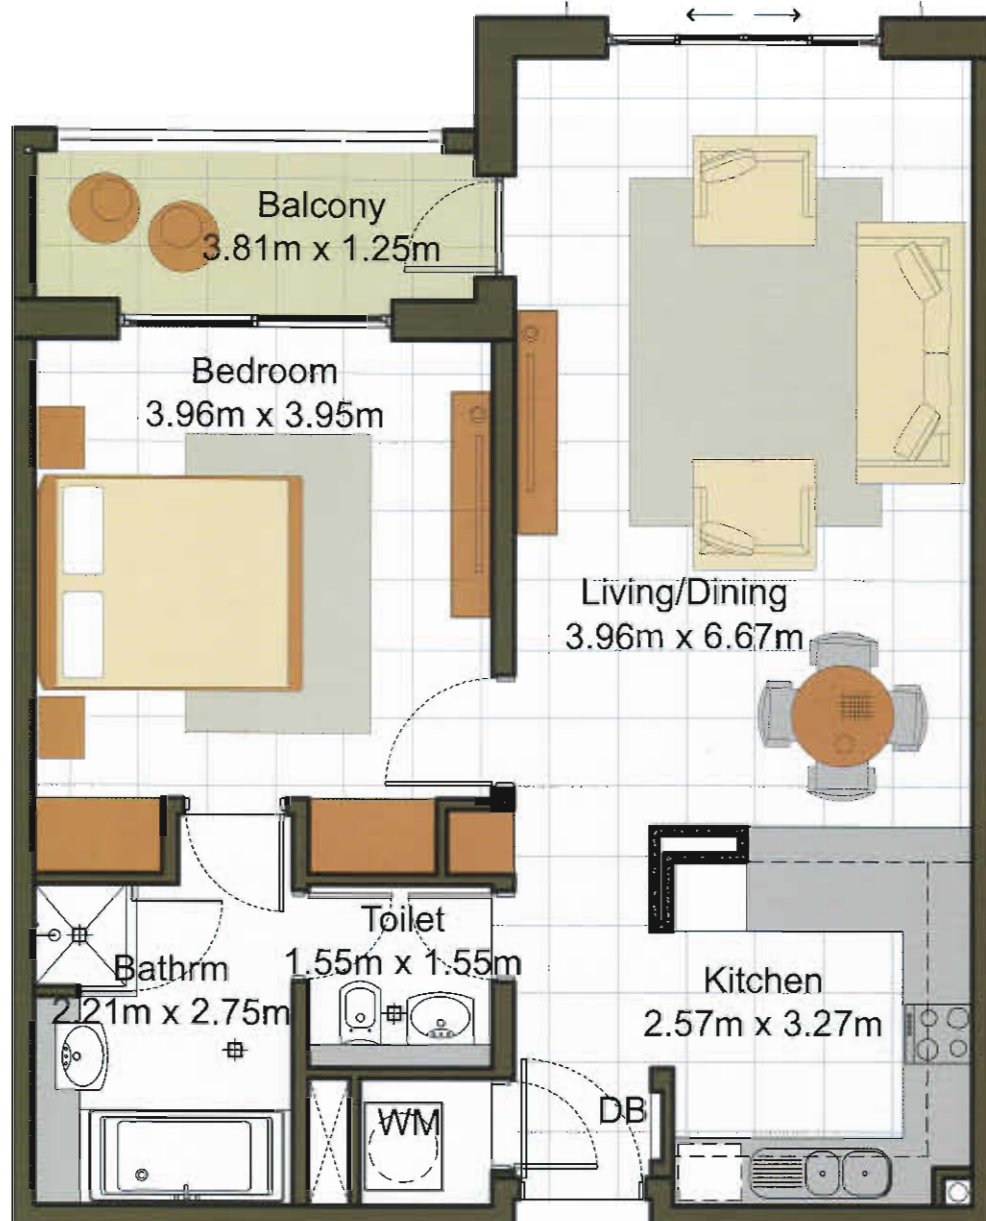 Balcony
3.81m x 1.25m
Bedroom
3.96m x 3.95m
Living/Dining
3.96m x 6.67m
Toilet
1.55m x 1.55m
Bathrm
2.21m x 2.75m
Kitchen
2.57m x 3.27m
WM
DB